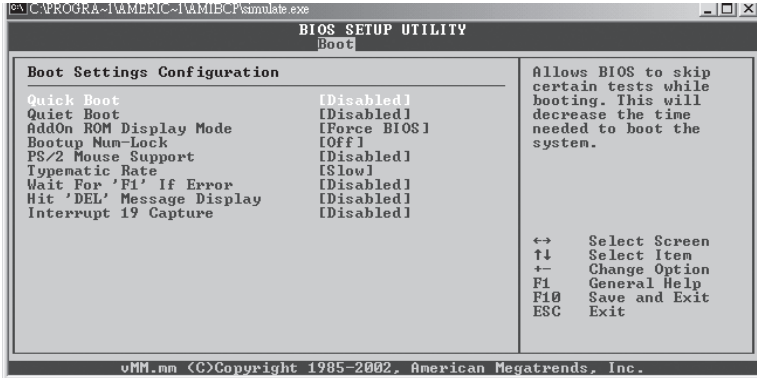 C:\PROGRA~1\AMERIC~1\AMIBCP\simulate.exe
BIOS SETUP UTILITY
Boot
Boot Settings Configuration
Quick Boot [Disabled]
Quiet Boot [Disabled]
AddOn ROM Display Mode [Force BIOS]
Bootup Num-Lock [Off]
PS/2 Mouse Support [Disabled]
Typematic Rate [Slow]
Wait For 'F1' If Error [Disabled]
Hit 'DEL' Message Display [Disabled]
Interrupt 19 Capture [Disabled]
Allows BIOS to skip
certain tests while
booting. This will
decrease the time
needed to boot the
system.
↔ Select Screen
↑↓ Select Item
+- Change Option
F1 General Help
F10 Save and Exit
ESC Exit
vMM.mm (C)Copyright 1985-2002, American Megatrends, Inc.